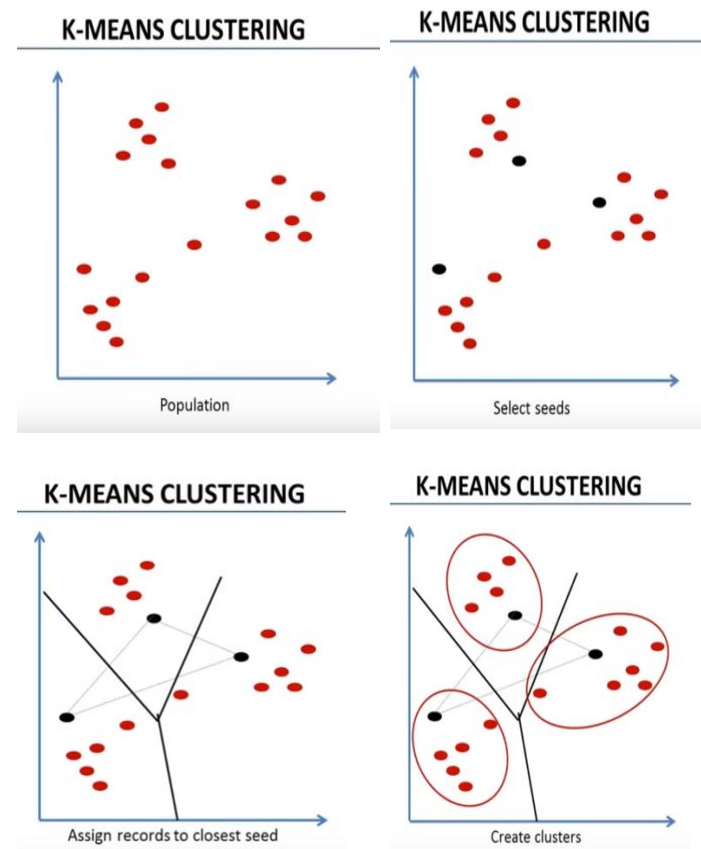 K-MEANS CLUSTERING
Population
K-MEANS CLUSTERING
Select seeds
K-MEANS CLUSTERING
Assign records to closest seed
K-MEANS CLUSTERING
Create clusters